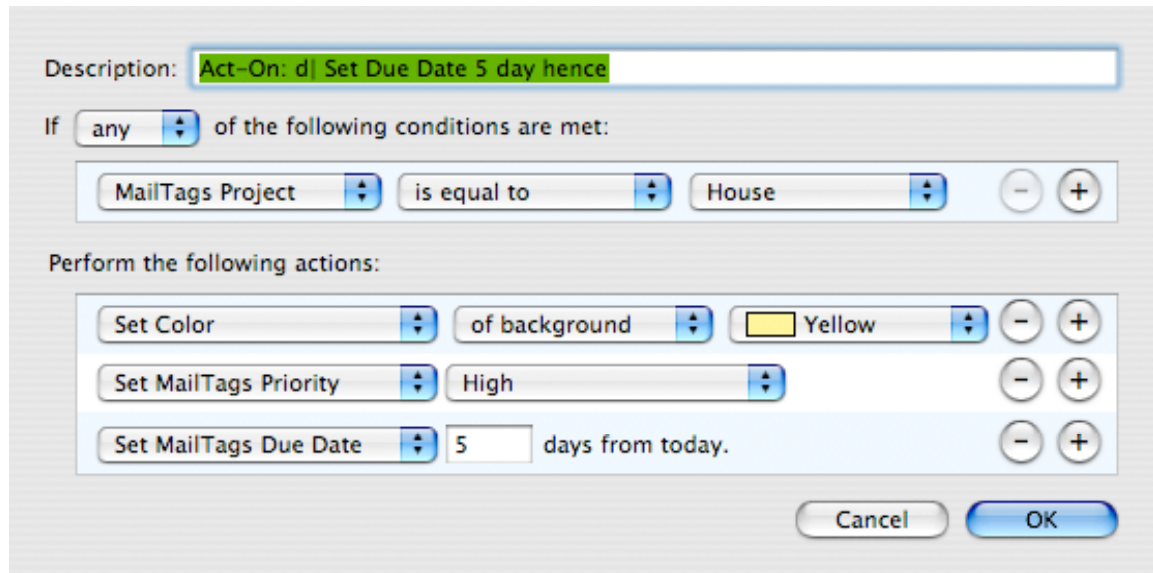 Description: Act-On: d| Set Due Date 5 day hence
If any of the following conditions are met:
MailTags Project is equal to House - +
Perform the following actions:
Set Color of background Yellow - +
Set MailTags Priority High - +
Set MailTags Due Date 5 days from today. - +
Cancel OK